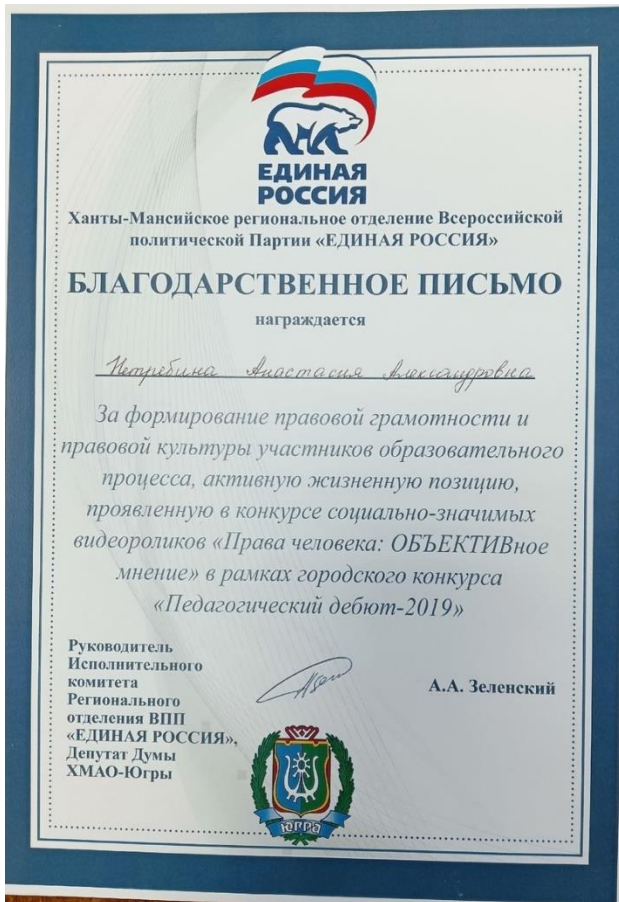 ЕДИНАЯ
РОССИЯ
Ханты-Мансийское региональное отделение Всероссийской
политической Партии «ЕДИНАЯ РОССИЯ»
БЛАГОДАРСТВЕННОЕ ПИСЬМО
награждается
Нетребина Анастасия Александровна
За формирование правовой грамотности и
правовой культуры участников образовательного
процесса, активную жизненную позицию,
проявленную в конкурсе социально-значимых
видеороликов «Права человека: ОБЪЕКТИВное
мнение» в рамках городского конкурса
«Педагогический дебют-2019»
Руководитель
Исполнительного
комитета
Регионального
отделения ВПП
«ЕДИНАЯ РОССИЯ»,
Депутат Думы
ХМАО-Югры
А.А. Зеленский
ЮГРА